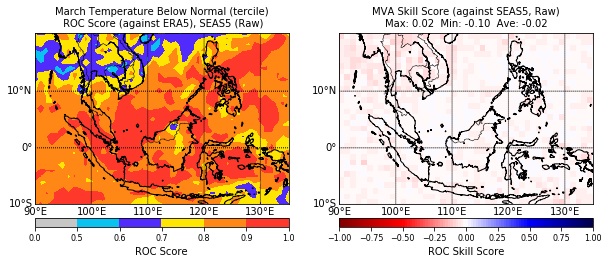 March Temperature Below Normal (tercile)
ROC Score (against ERA5), SEAS5 (Raw)
10°N
0°
10°S
90°E 100°E 110°E 120°E 130°E
0.0 0.5 0.6 0.7 0.8 0.9 1.0
ROC Score
MVA Skill Score (against SEAS5, Raw)
Max: 0.02 Min: -0.10 Ave: -0.02
10°N
0°
10°S
90°E 100°E 110°E 120°E 130°E
−1.00 −0.75 −0.50 −0.25 0.00 0.25 0.50 0.75 1.00
ROC Skill Score